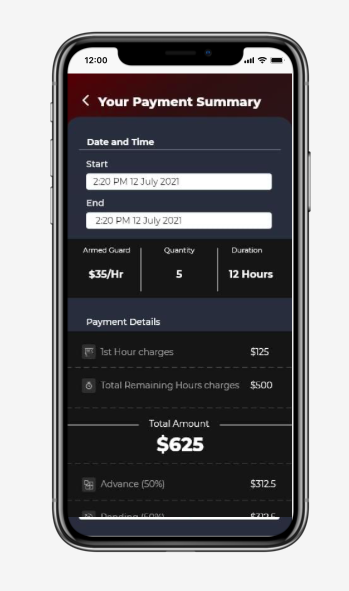 12:00
Your Payment Summary
Date and Time
Start
2:20 PM 12 July 2021
End
2:20 PM 12 July 2021
Armed Guard Quantity Duration
$35/Hr 5 12 Hours
Payment Details
1st Hour charges $125
Total Remaining Hours charges $500
Total Amount
$625
Advance (50%) $312.5
Pending (50%) $312.5